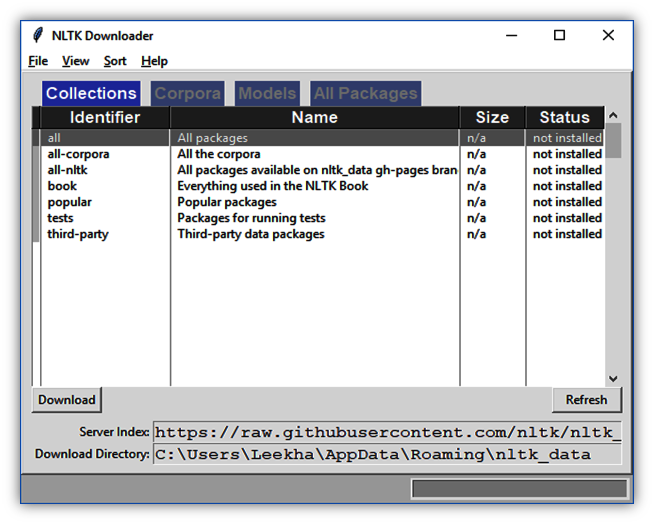 NLTK Downloader
File View Sort Help
Collections Corpora Models All Packages
Identifier Name Size Status
all All packages n/a not installed
all-corpora All the corpora n/a not installed
all-nltk All packages available on nltk_data gh-pages bran n/a not installed
book Everything used in the NLTK Book n/a not installed
popular Popular packages n/a not installed
tests Packages for running tests n/a not installed
third-party Third-party data packages n/a not installed
Download Refresh
Server Index: https://raw.githubusercontent.com/nltk/nltk_
Download Directory: C:\Users\Leekha\AppData\Roaming\nltk_data